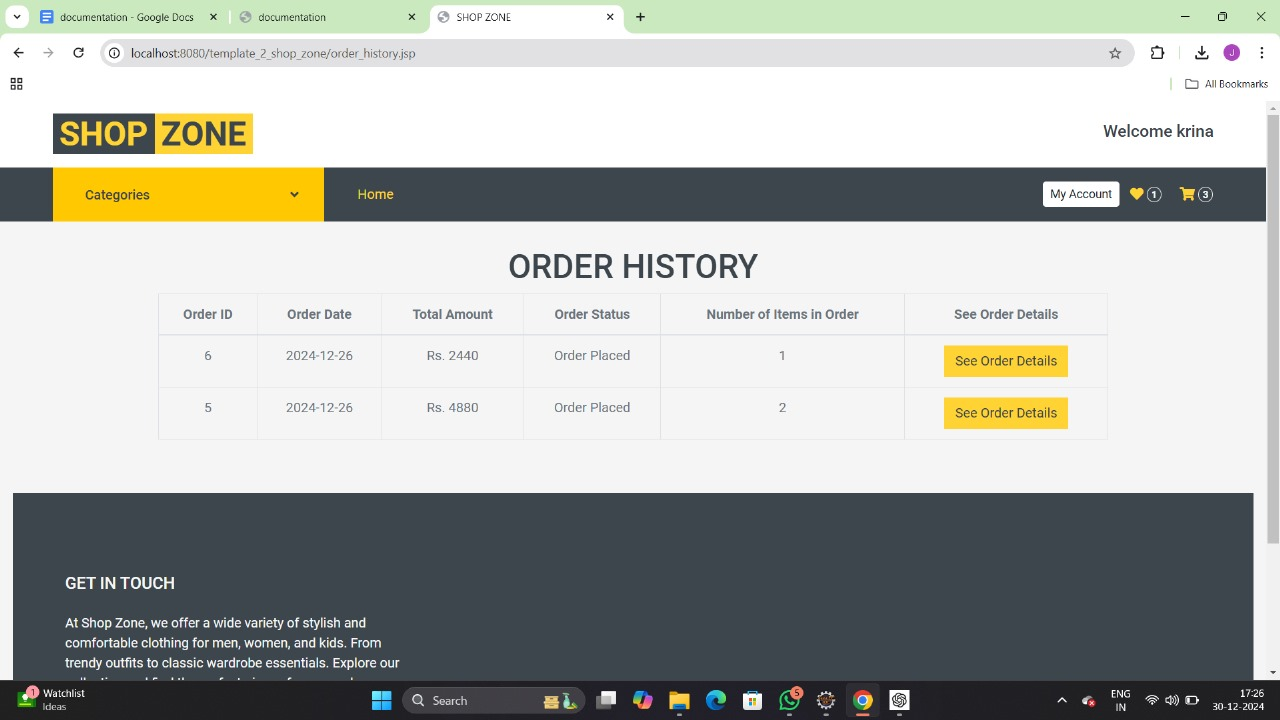 documentation - Google Docs
documentation
SHOP ZONE
localhost:8080/template_2_shop_zone/order_history.jsp
J
All Bookmarks
SHOP ZONE
Welcome krina
Categories
Home
My Account
1
3
ORDER HISTORY
Order ID Order Date Total Amount Order Status Number of Items in Order See Order Details
6 2024-12-26 Rs. 2440 Order Placed 1 See Order Details
5 2024-12-26 Rs. 4880 Order Placed 2 See Order Details
GET IN TOUCH
At Shop Zone, we offer a wide variety of stylish and
comfortable clothing for men, women, and kids. From
trendy outfits to classic wardrobe essentials. Explore our
1
Watchlist
Ideas
Search
5
ENG
IN
17:26
30-12-2024